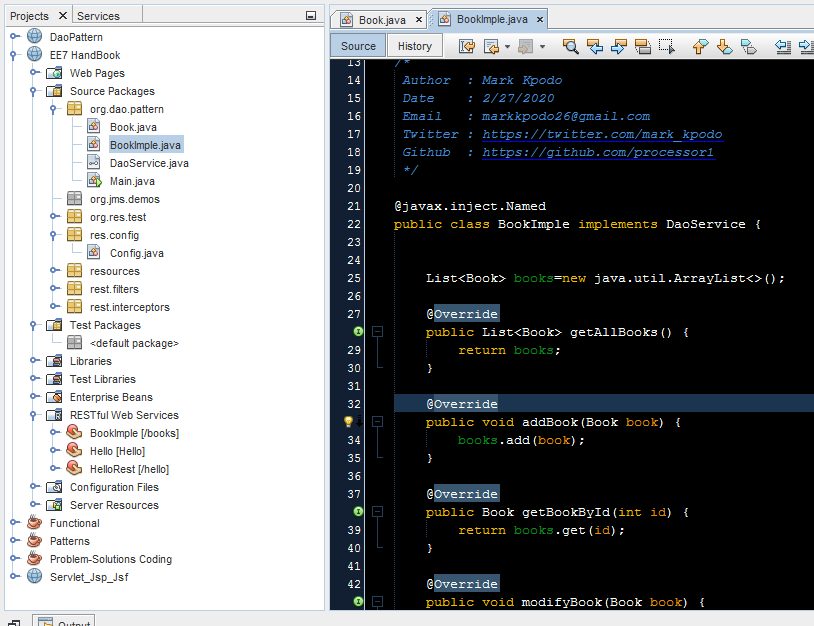 Projects
Services
DaoPattern
EE7 HandBook
Web Pages
Source Packages
org.dao.pattern
Book.java
BookImple.java
DaoService.java
Main.java
org.jms.demos
org.res.test
res.config
Config.java
resources
rest.filters
rest.interceptors
Test Packages
<default package>
Libraries
Test Libraries
Enterprise Beans
RESTful Web Services
BookImple [/books]
Hello [Hello]
HelloRest [/hello]
Configuration Files
Server Resources
Functional
Patterns
Problem-Solutions Coding
Servlet_Jsp_Jsf
Output
Book.java
BookImple.java
Source
History
13 /*
14 Author : Mark Kpodo
15 Date : 2/27/2020
16 Email : markkpodo26@gmail.com
17 Twitter : https://twitter.com/mark_kpodo
18 Github : https://github.com/processor1
19 */
20
21 @javax.inject.Named
22 public class BookImple implements DaoService {
23
24
25 List<Book> books=new java.util.ArrayList<>();
26
27 @Override
public List<Book> getAllBooks() {
29 return books;
30 }
31
32 @Override
public void addBook(Book book) {
34 books.add(book);
35 }
36
37 @Override
public Book getBookById(int id) {
39 return books.get(id);
40 }
41
42 @Override
public void modifyBook(Book book) {